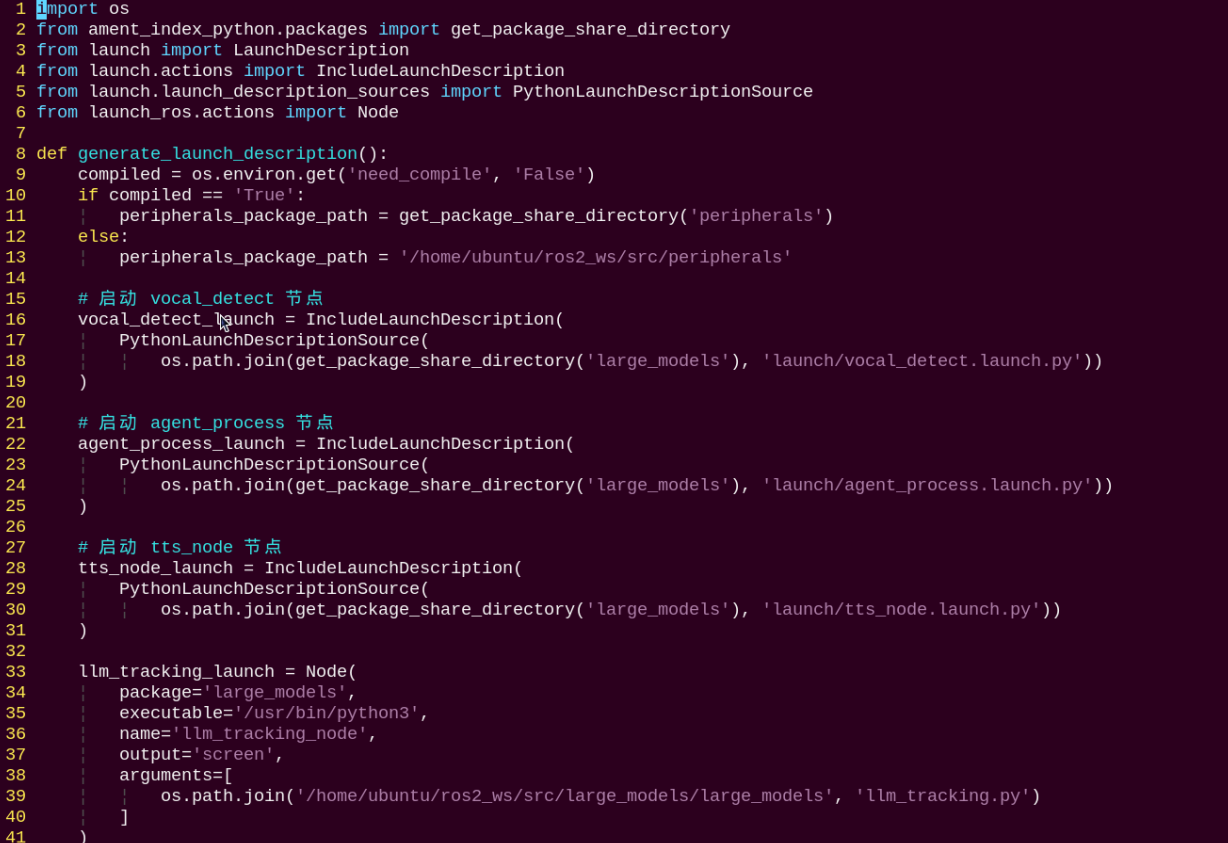 1 import os
2 from ament_index_python.packages import get_package_share_directory
3 from launch import LaunchDescription
4 from launch.actions import IncludeLaunchDescription
5 from launch.launch_description_sources import PythonLaunchDescriptionSource
6 from launch_ros.actions import Node
7
8 def generate_launch_description():
9     compiled = os.environ.get('need_compile', 'False')
10     if compiled == 'True':
11     ¦   peripherals_package_path = get_package_share_directory('peripherals')
12     else:
13     ¦   peripherals_package_path = '/home/ubuntu/ros2_ws/src/peripherals'
14
15     # 启动 vocal_detect 节点
16     vocal_detect_launch = IncludeLaunchDescription(
17     ¦   PythonLaunchDescriptionSource(
18     ¦   ¦   os.path.join(get_package_share_directory('large_models'), 'launch/vocal_detect.launch.py'))
19     )
20
21     # 启动 agent_process 节点
22     agent_process_launch = IncludeLaunchDescription(
23     ¦   PythonLaunchDescriptionSource(
24     ¦   ¦   os.path.join(get_package_share_directory('large_models'), 'launch/agent_process.launch.py'))
25     )
26
27     # 启动 tts_node 节点
28     tts_node_launch = IncludeLaunchDescription(
29     ¦   PythonLaunchDescriptionSource(
30     ¦   ¦   os.path.join(get_package_share_directory('large_models'), 'launch/tts_node.launch.py'))
31     )
32
33     llm_tracking_launch = Node(
34     ¦   package='large_models',
35     ¦   executable='/usr/bin/python3',
36     ¦   name='llm_tracking_node',
37     ¦   output='screen',
38     ¦   arguments=[
39     ¦   ¦   os.path.join('/home/ubuntu/ros2_ws/src/large_models/large_models', 'llm_tracking.py')
40     ¦   ]
41     )